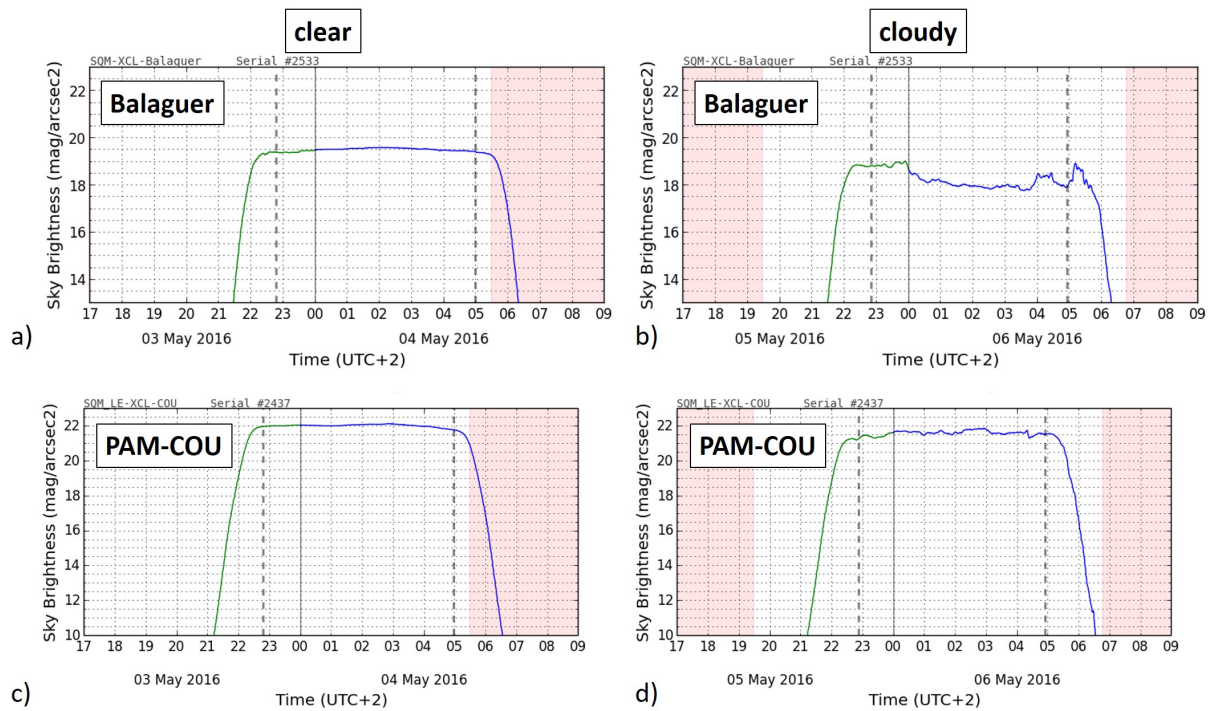 clear
cloudy
SQM-XCL-Balaguer Serial #2533
Balaguer
22
20
18
16
14
Sky Brightness (mag/arcsec2)
17 18 19 20 21 22 23 00 01 02 03 04 05 06 07 08 09
03 May 2016 04 May 2016
Time (UTC+2)
a)
SQM-XCL-Balaguer Serial #2533
Balaguer
22
20
18
16
14
Sky Brightness (mag/arcsec2)
17 18 19 20 21 22 23 00 01 02 03 04 05 06 07 08 09
05 May 2016 06 May 2016
Time (UTC+2)
b)
SQM_LE-XCL-COU Serial #2437
PAM-COU
22
20
18
16
14
12
10
Sky Brightness (mag/arcsec2)
17 18 19 20 21 22 23 00 01 02 03 04 05 06 07 08 09
03 May 2016 04 May 2016
Time (UTC+2)
c)
SQM_LE-XCL-COU Serial #2437
PAM-COU
22
20
18
16
14
12
10
Sky Brightness (mag/arcsec2)
17 18 19 20 21 22 23 00 01 02 03 04 05 06 07 08 09
05 May 2016 06 May 2016
Time (UTC+2)
d)